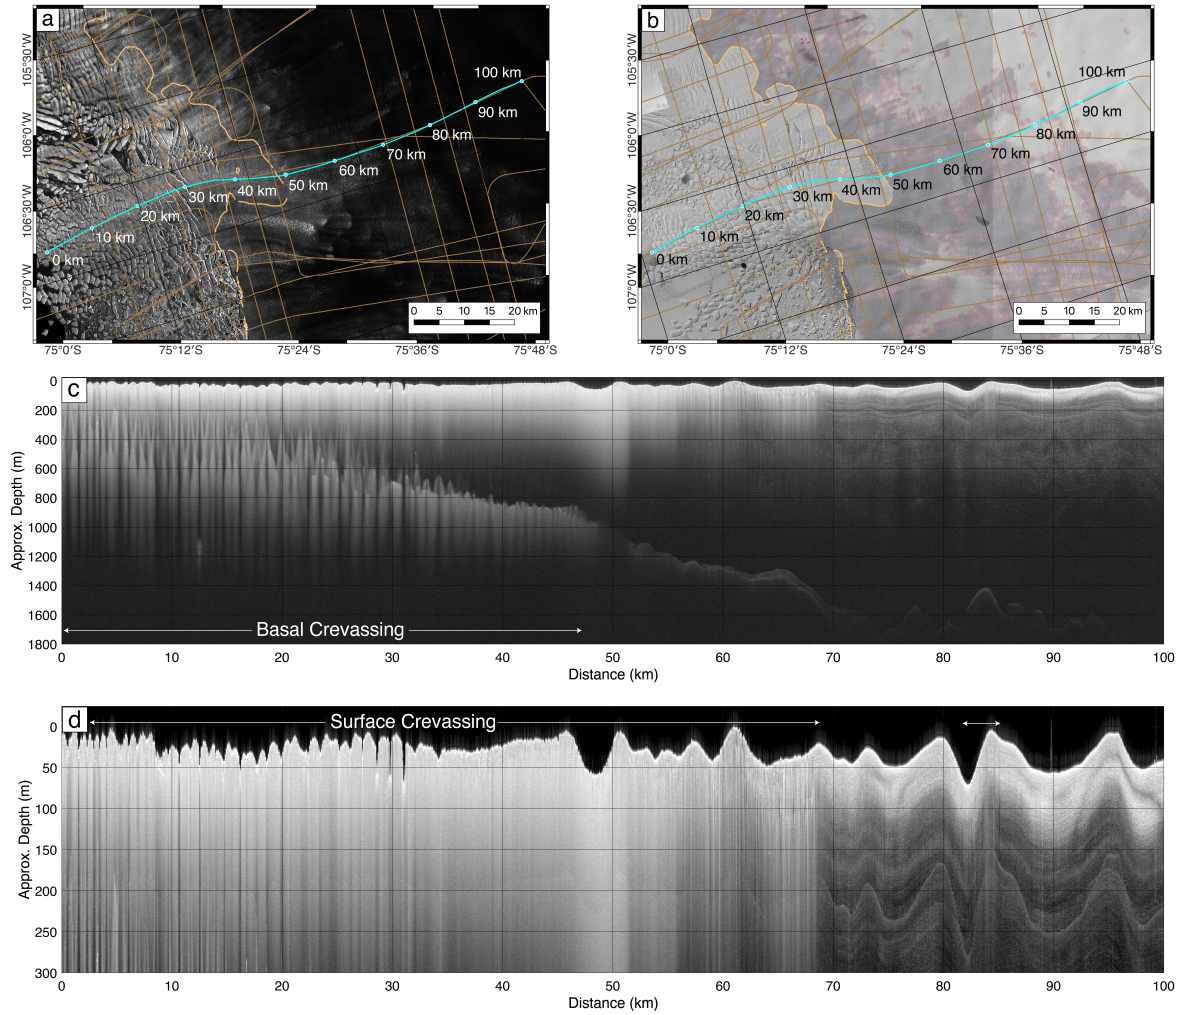 a
105°30′W
106°0′W
106°30′W
107°0′W
100 km
90 km
80 km
70 km
60 km
50 km
40 km
30 km
20 km
10 km
0 km
0 5 10 15 20 km
75°0′S 75°12′S 75°24′S 75°36′S 75°48′S
b
105°30′W
106°0′W
106°30′W
107°0′W
100 km
90 km
80 km
70 km
60 km
50 km
40 km
30 km
20 km
10 km
0 km
0 5 10 15 20 km
75°0′S 75°12′S 75°24′S 75°36′S 75°48′S
c
Approx. Depth (m)
0
200
400
600
800
1000
1200
1400
1600
1800
Basal Crevassing
0 10 20 30 40 50 60 70 80 90 100
Distance (km)
d
Surface Crevassing
Approx. Depth (m)
0
50
100
150
200
250
300
0 10 20 30 40 50 60 70 80 90 100
Distance (km)